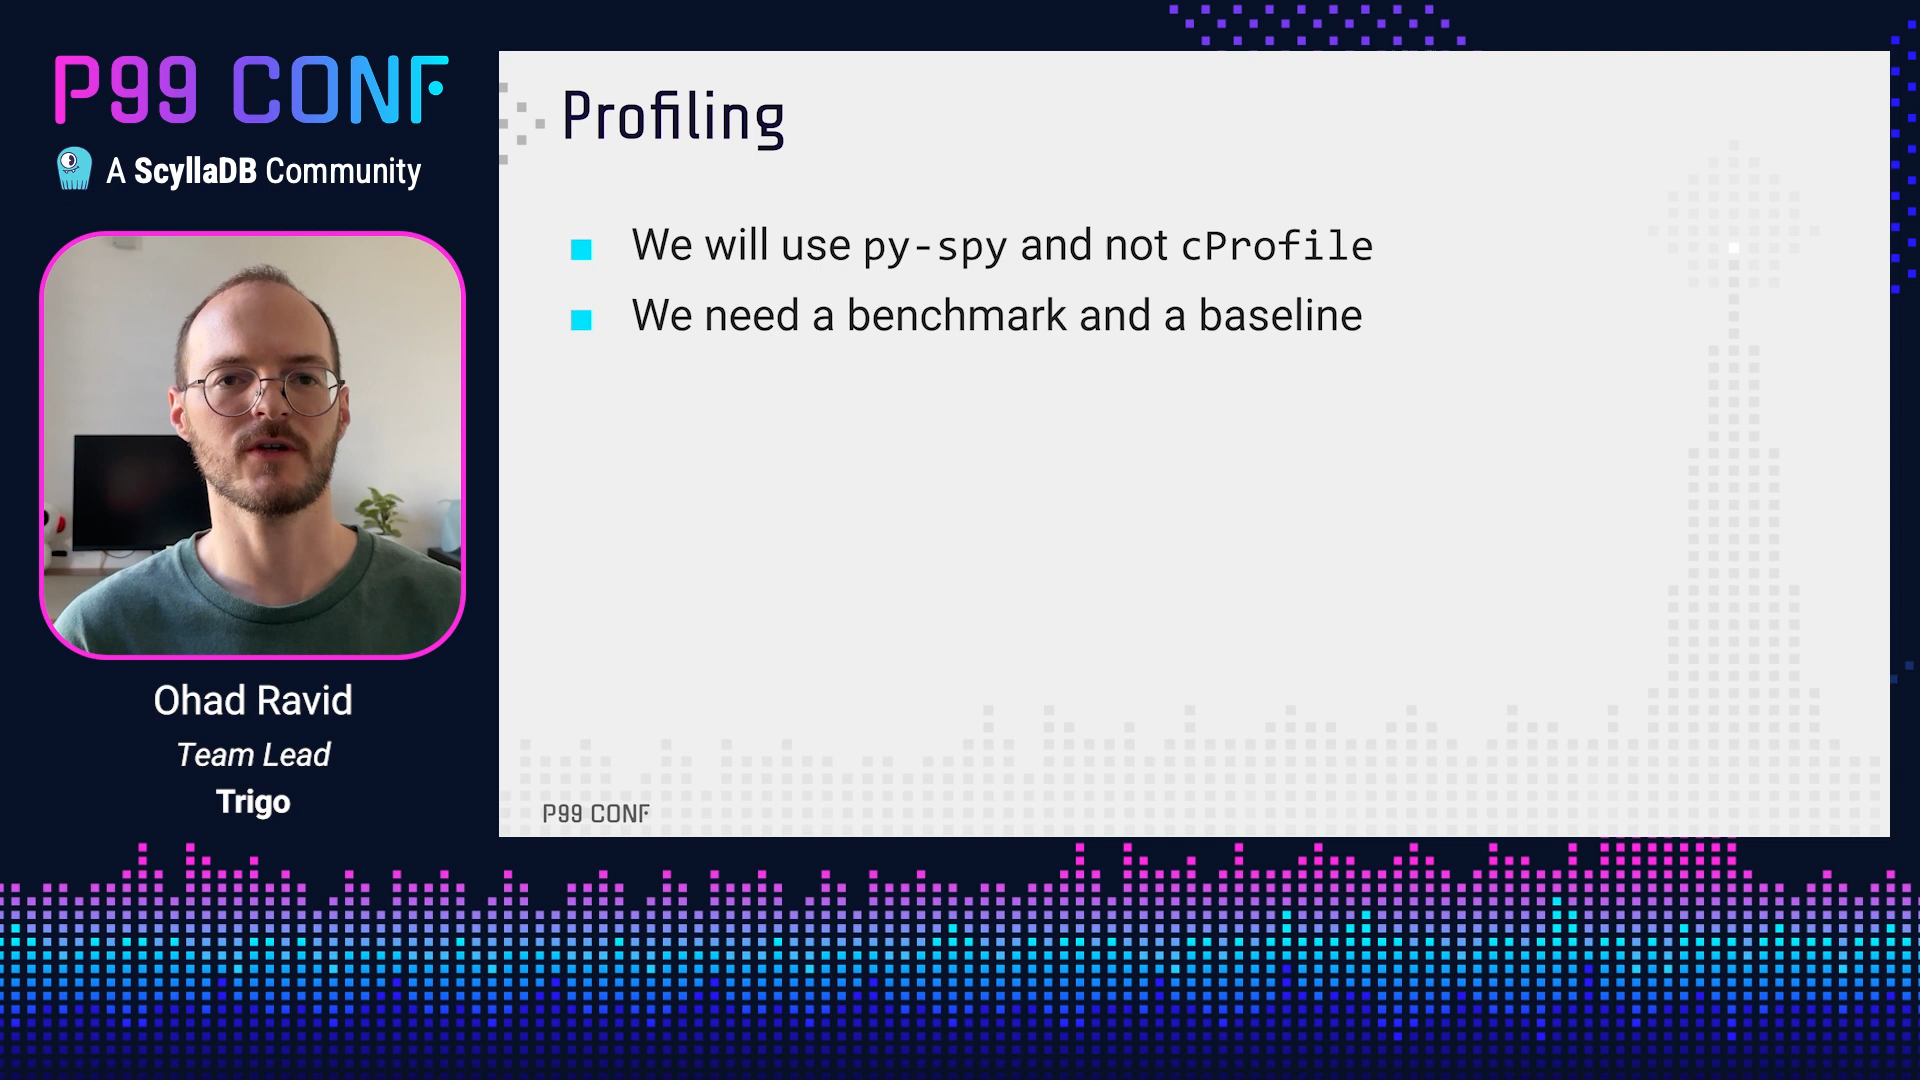 P99 CONF
A ScyllaDB Community
Ohad Ravid
Team Lead
Trigo
Profiling
We will use py-spy and not cProfile
We need a benchmark and a baseline
P99 CONF